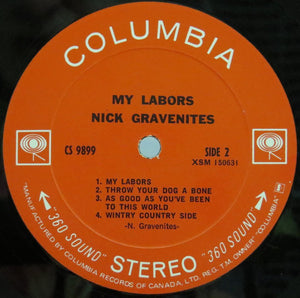 COLUMBIA
MY LABORS
NICK GRAVENITES
CS 9899
SIDE 2
XSM 150631
1. MY LABORS
2. THROW YOUR DOG A BONE
3. AS GOOD AS YOU'VE BEEN
TO THIS WORLD
4. WINTRY COUNTRY SIDE
-N. Gravenites-
"360 SOUND" STEREO "360 SOUND"
MANUFACTURED BY COLUMBIA RECORDS OF CANADA, LTD. REG. T.M. OWNER "COLUMBIA"